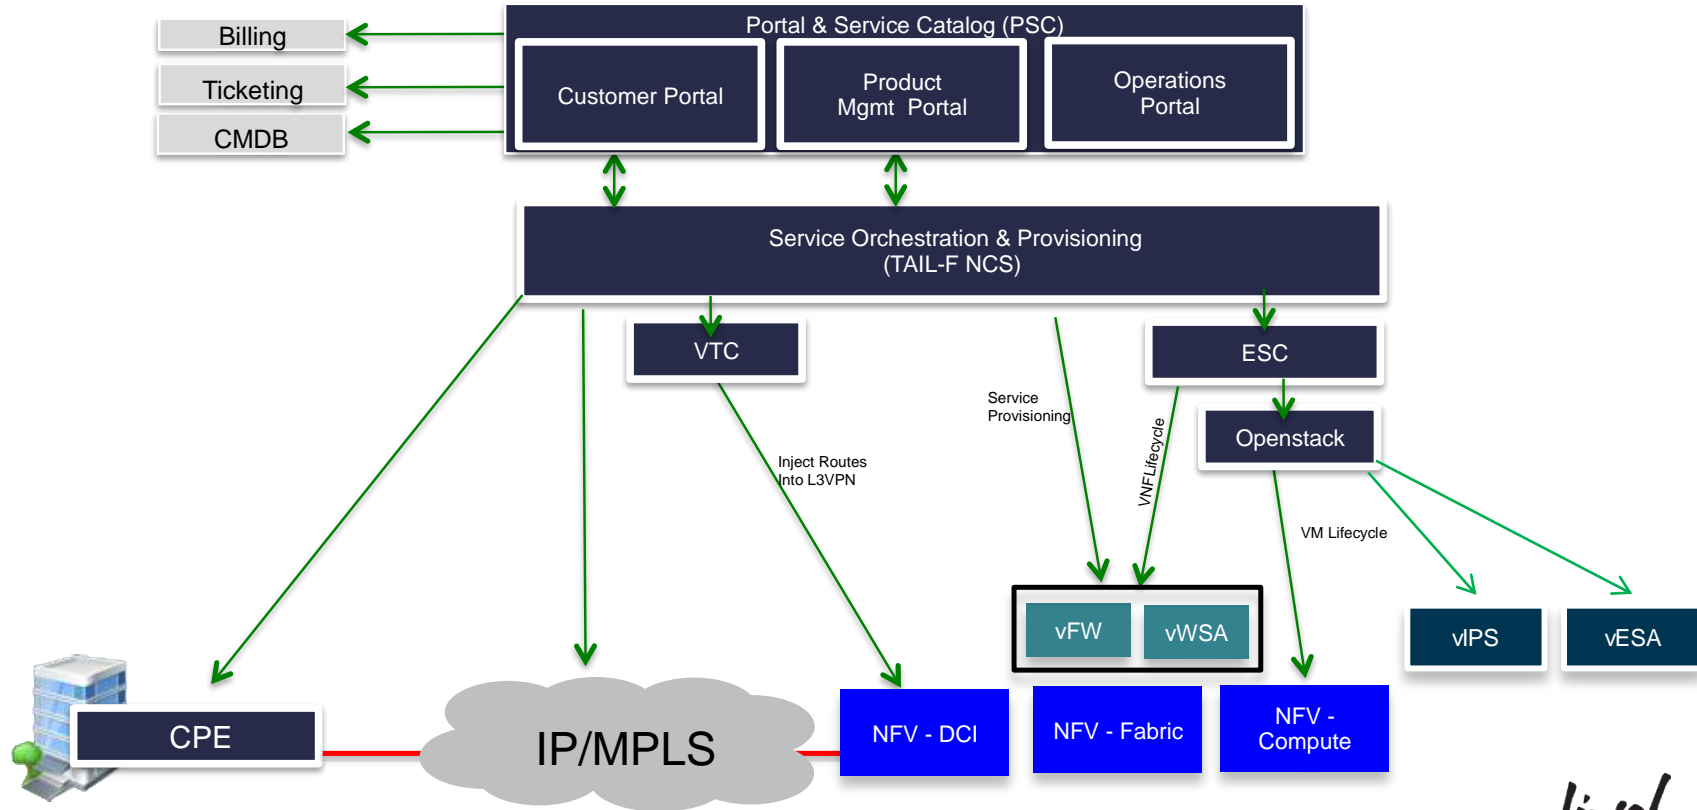 Portal & Service Catalog (PSC)
Billing
Ticketing
CMDB
Customer Portal
Product
Mgmt Portal
Operations
Portal
Service Orchestration & Provisioning
(TAIL-F NCS)
VTC
ESC
Service
Provisioning
VNFLifecycle
Openstack
Inject Routes
Into L3VPN
VM Lifecycle
vFW
vWSA
vIPS
vESA
CPE
IP/MPLS
NFV - DCI
NFV - Fabric
NFV -
Compute